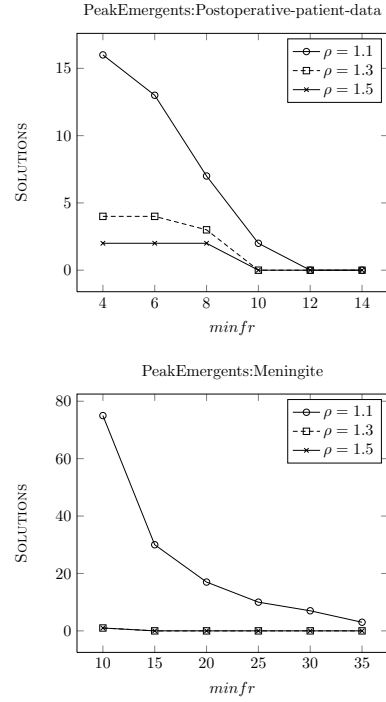 PeakEmergents:Postoperative-patient-data
ρ = 1.1
ρ = 1.3
ρ = 1.5
15
10
5
0
SOLUTIONS
4 6 8 10 12 14
minfr
PeakEmergents:Meningite
ρ = 1.1
ρ = 1.3
ρ = 1.5
80
60
40
20
0
SOLUTIONS
10 15 20 25 30 35
minfr